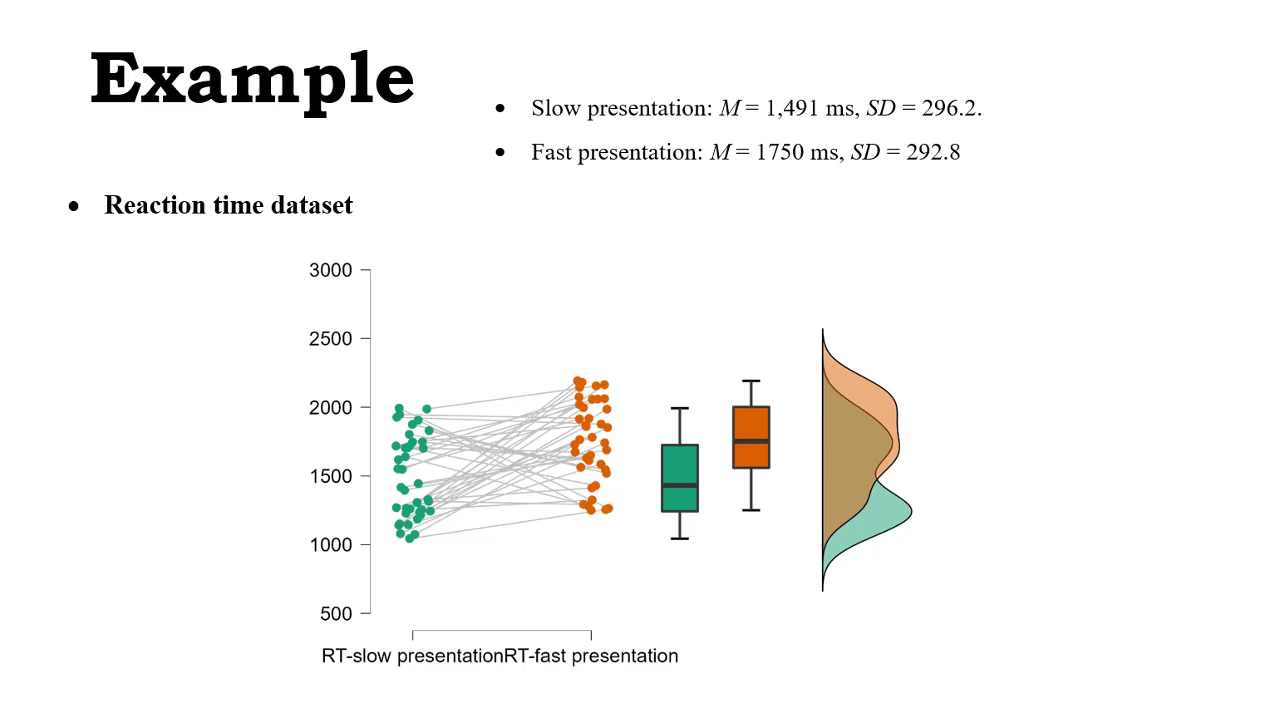 Example
• Slow presentation: M = 1,491 ms, SD = 296.2.
• Fast presentation: M = 1750 ms, SD = 292.8
• Reaction time dataset
3000
2500
2000
1500
1000
500
RT-slow presentationRT-fast presentation